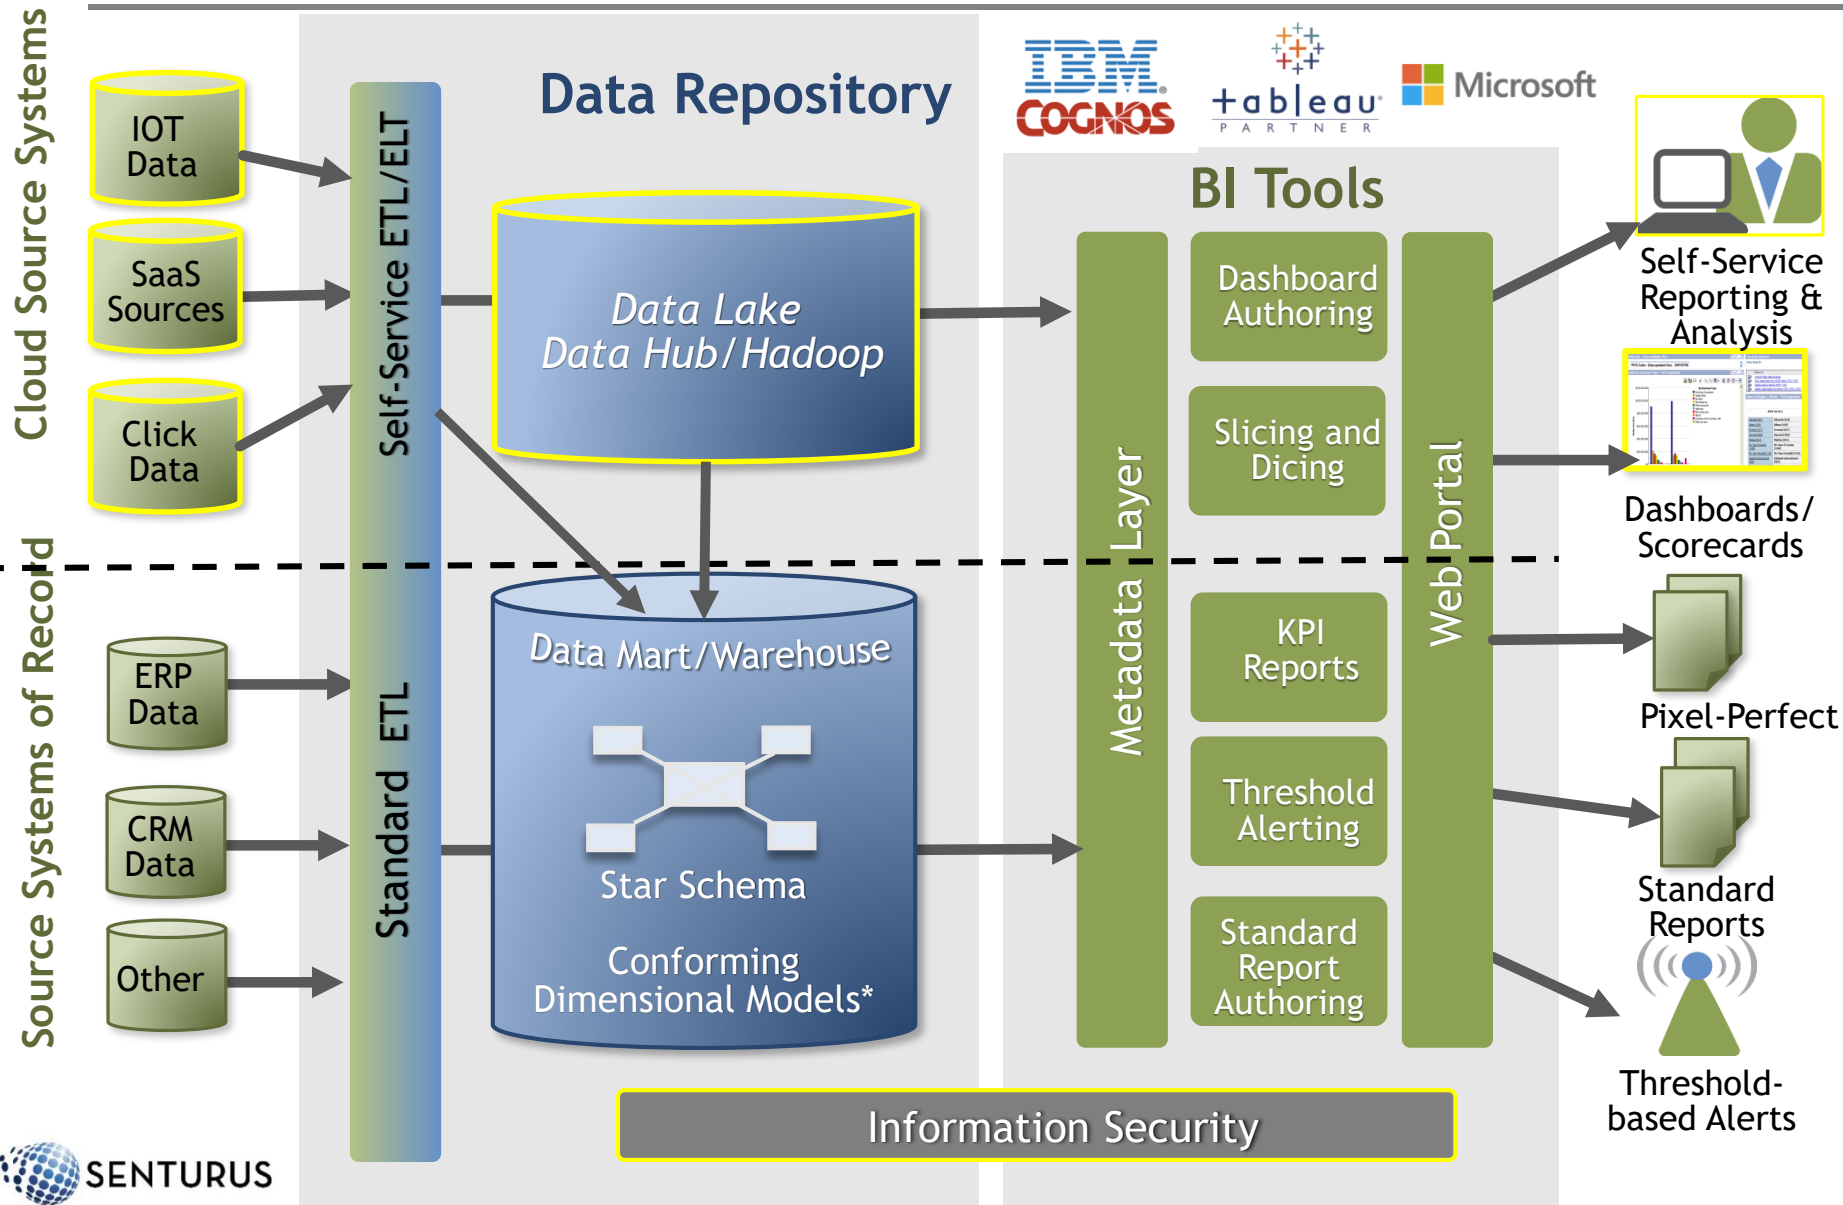 Cloud Source Systems
Source Systems of Record
IOT
Data
SaaS
Sources
Click
Data
ERP
Data
CRM
Data
Other
Self-Service ETL/ELT
Standard ETL
Data Repository
Data Lake
Data Hub/Hadoop
Data Mart/Warehouse
Star Schema
Conforming
Dimensional Models*
IBM
COGNOS
+ableau
PARTNER
Microsoft
BI Tools
Metadata Layer
Dashboard
Authoring
Slicing and
Dicing
KPI
Reports
Threshold
Alerting
Standard
Report
Authoring
Web Portal
Self-Service
Reporting &
Analysis
Dashboards/
Scorecards
Pixel-Perfect
Standard
Reports
Threshold-
based Alerts
Information Security
SENTURUS